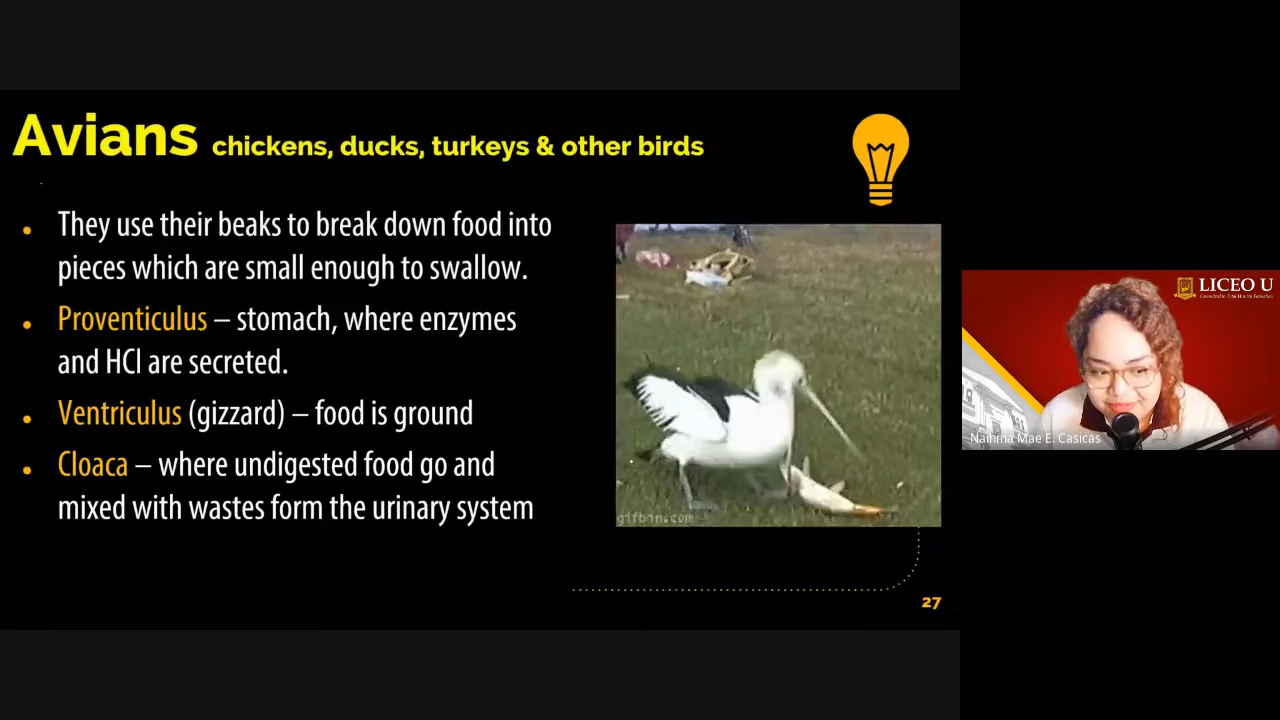 Avians chickens, ducks, turkeys & other birds
• They use their beaks to break down food into
pieces which are small enough to swallow.
• Proventiculus – stomach, where enzymes
and HCl are secreted.
• Ventriculus (gizzard) – food is ground
• Cloaca – where undigested food go and
mixed with wastes form the urinary system
gifbin.com
27
LICEO U
Naihma Mae E. Casicas